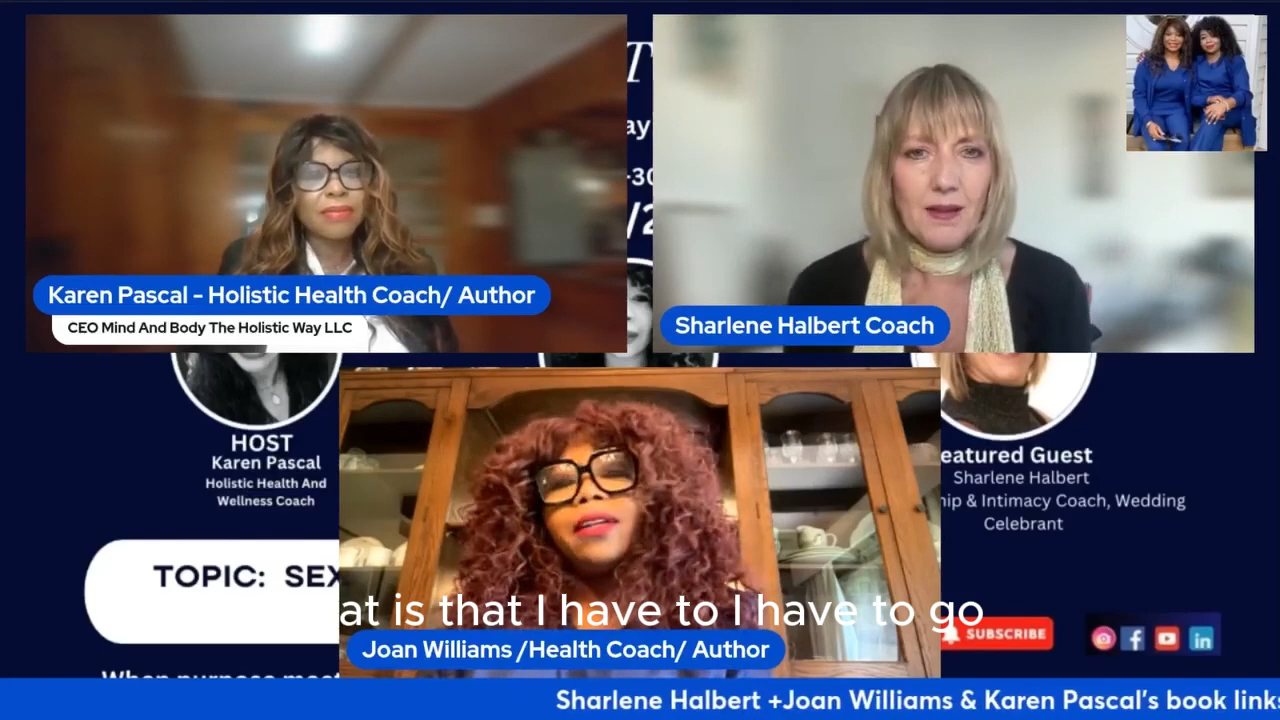 Karen Pascal - Holistic Health Coach/ Author
CEO Mind And Body The Holistic Way LLC
Sharlene Halbert Coach
HOST
Karen Pascal
Holistic Health And
Wellness Coach
eatured Guest
Sharlene Halbert
hip & Intimacy Coach, Wedding
Celebrant
TOPIC: SEX
at is that I have to I have to go
SUBSCRIBE
Joan Williams /Health Coach/ Author
Sharlene Halbert +Joan Williams & Karen Pascal's book links